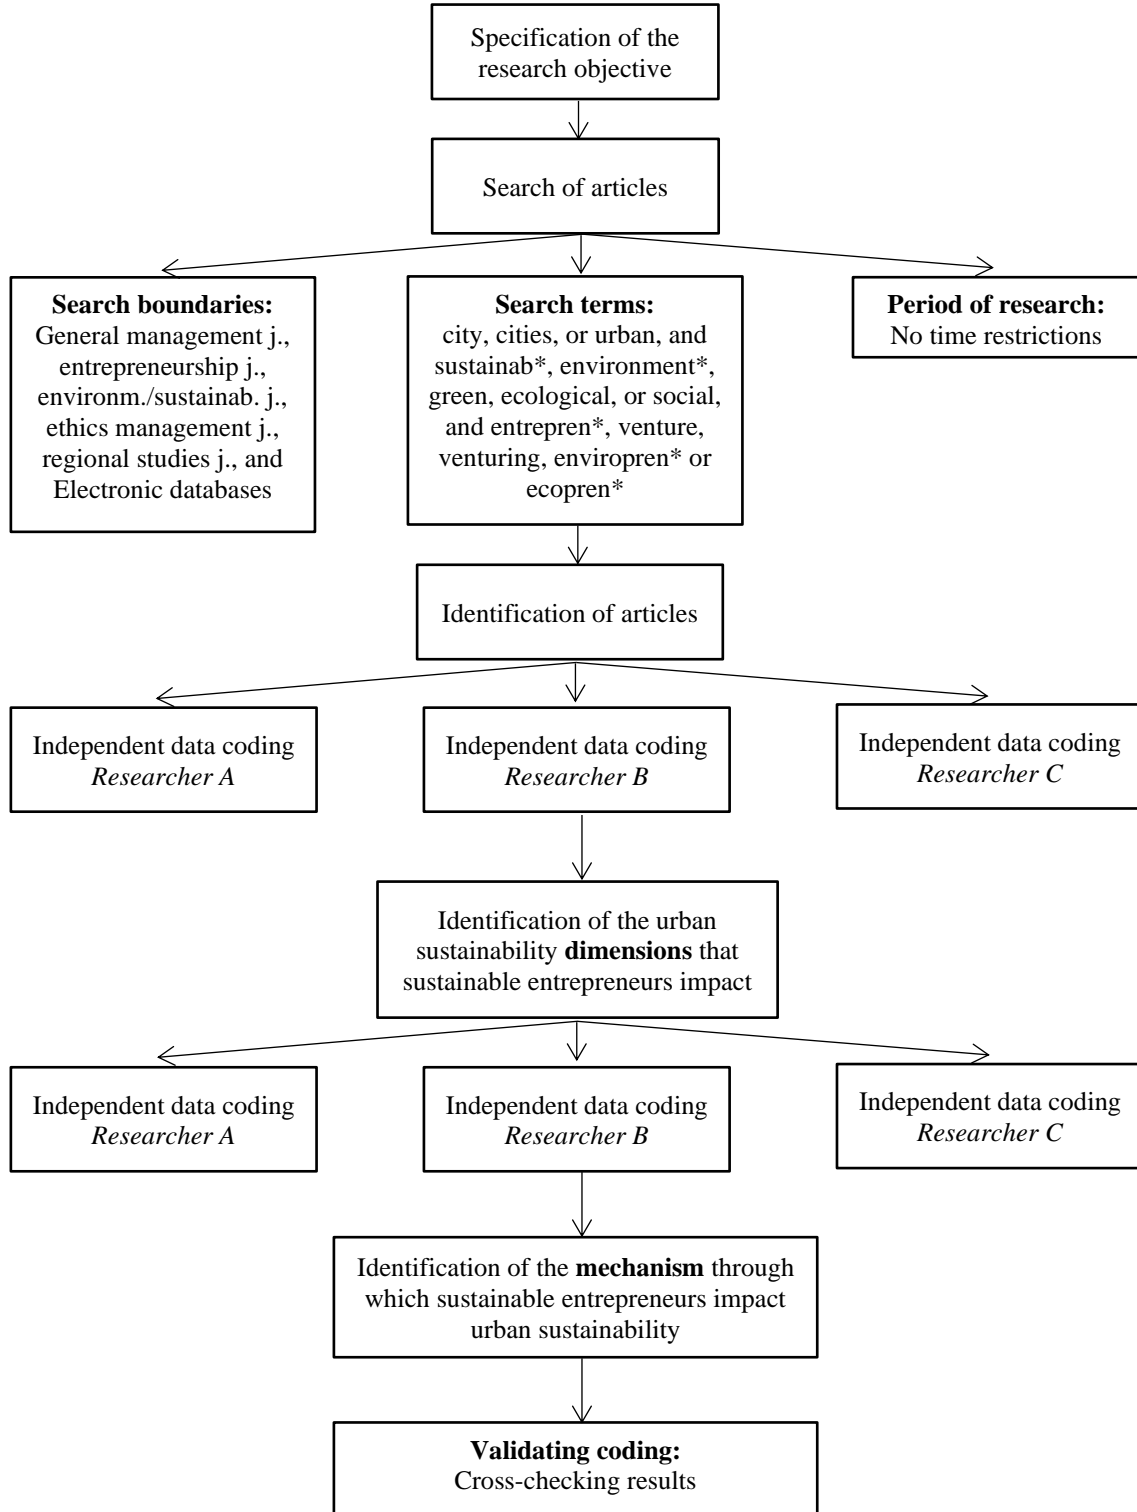 Specification of the
research objective
Search of articles
Search boundaries:
General management j.,
entrepreneurship j.,
environm./sustainab. j.,
ethics management j.,
regional studies j., and
Electronic databases
Search terms:
city, cities, or urban, and
sustainab*, environment*,
green, ecological, or social,
and entrepren*, venture,
venturing, enviropren* or
ecopren*
Period of research:
No time restrictions
Identification of articles
Independent data coding
Researcher A
Independent data coding
Researcher B
Independent data coding
Researcher C
Identification of the urban
sustainability dimensions that
sustainable entrepreneurs impact
Independent data coding
Researcher A
Independent data coding
Researcher B
Independent data coding
Researcher C
Identification of the mechanism through
which sustainable entrepreneurs impact
urban sustainability
Validating coding:
Cross-checking results